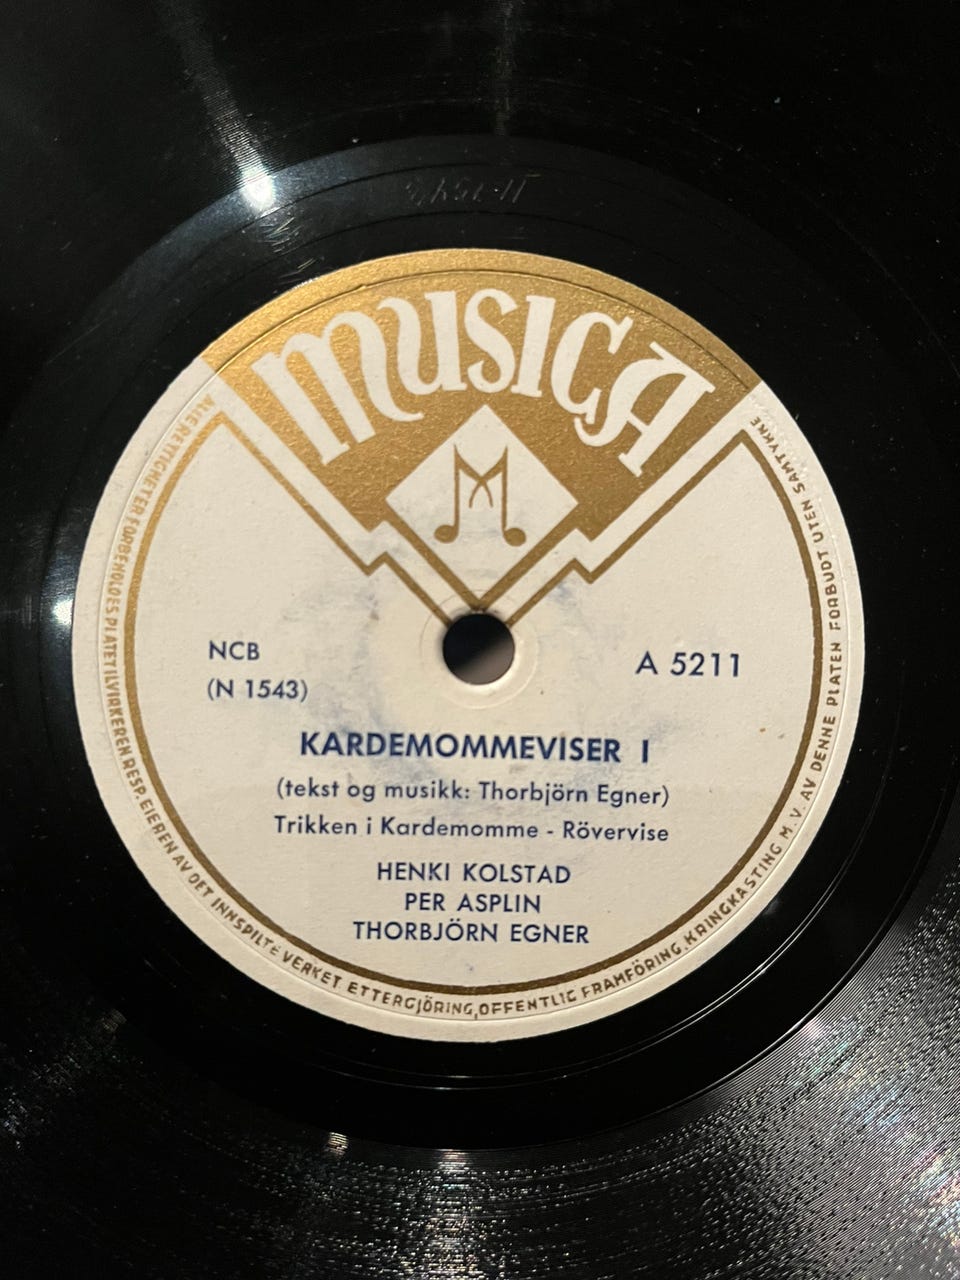 MUSICA
NCB
(N 1543)
A 5211
KARDEMOMMEVISER I
(tekst og musikk: Thorbjörn Egner)
Trikken i Kardemomme - Rövervise
HENKI KOLSTAD
PER ASPLIN
THORBJÖRN EGNER
ALLE RETTIGHETER FORBEHOLDES PLATETILVIRKEREN RESP. EIEREN AV DET INNSPILTE VERKET. ETTERGJÖRING, OFFENTLIG FRAMFÖRING, KRINGKASTING M. V. AV DENNE PLATEN FORBUDT UTEN SAMTYKKE